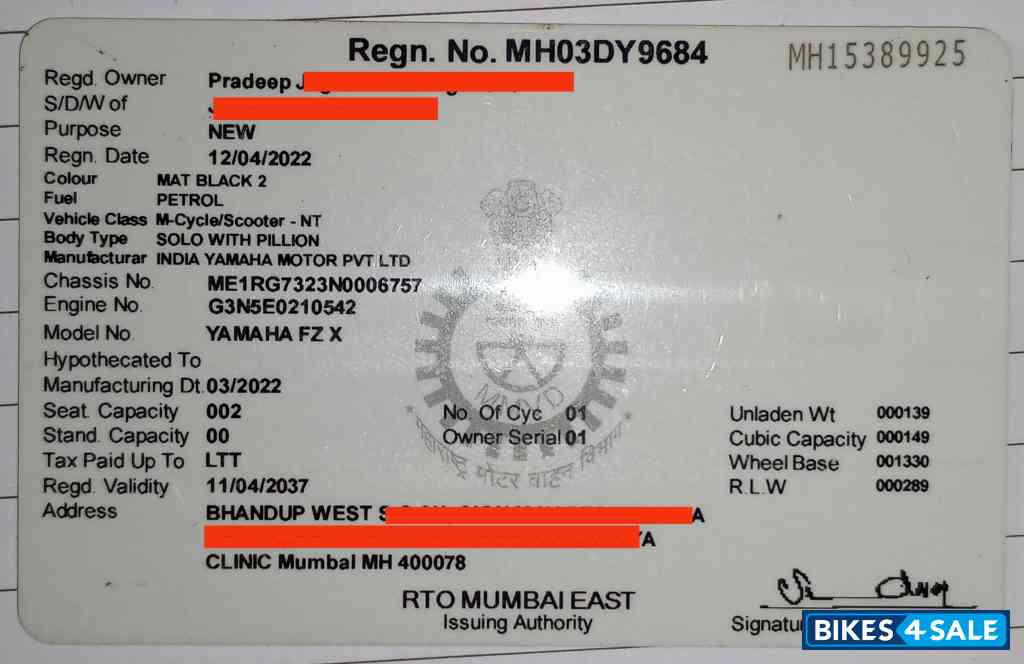 Regn. No. MH03DY9684
MH15389925
Regd. Owner Pradeep
S/D/W of
Purpose NEW
Regn. Date 12/04/2022
Colour MAT BLACK 2
Fuel PETROL
Vehicle Class M-Cycle/Scooter - NT
Body Type SOLO WITH PILLION
Manufacturar INDIA YAMAHA MOTOR PVT LTD
Chassis No. ME1RG7323N0006757
Engine No. G3N5E0210542
Model No. YAMAHA FZ X
Hypothecated To
Manufacturing Dt. 03/2022
Seat. Capacity 002 No. Of Cyc 01 Unladen Wt 000139
Stand. Capacity 00 Owner Serial 01 Cubic Capacity 000149
Tax Paid Up To LTT Wheel Base 001330
Regd. Validity 11/04/2037 R.L.W 000289
Address BHANDUP WEST
CLINIC Mumbai MH 400078
महाराष्ट्र मोटर वाहन विभाग
MMVD
RTO MUMBAI EAST
Issuing Authority
BIKES4SALE